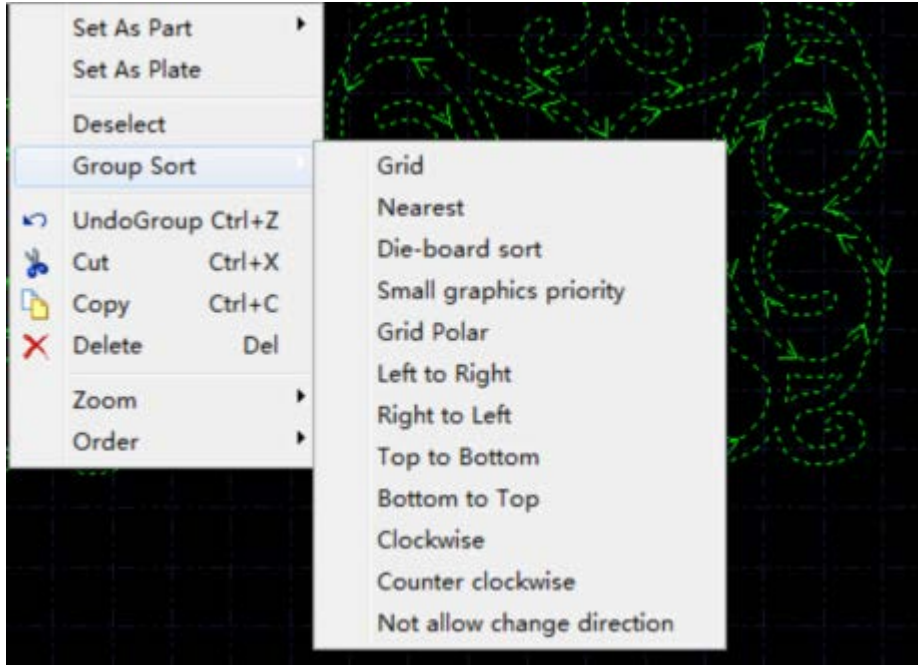 Set As Part
Set As Plate
Deselect
Group Sort
UndoGroup Ctrl+Z
Cut Ctrl+X
Copy Ctrl+C
Delete Del
Zoom
Order
Grid
Nearest
Die-board sort
Small graphics priority
Grid Polar
Left to Right
Right to Left
Top to Bottom
Bottom to Top
Clockwise
Counter clockwise
Not allow change direction